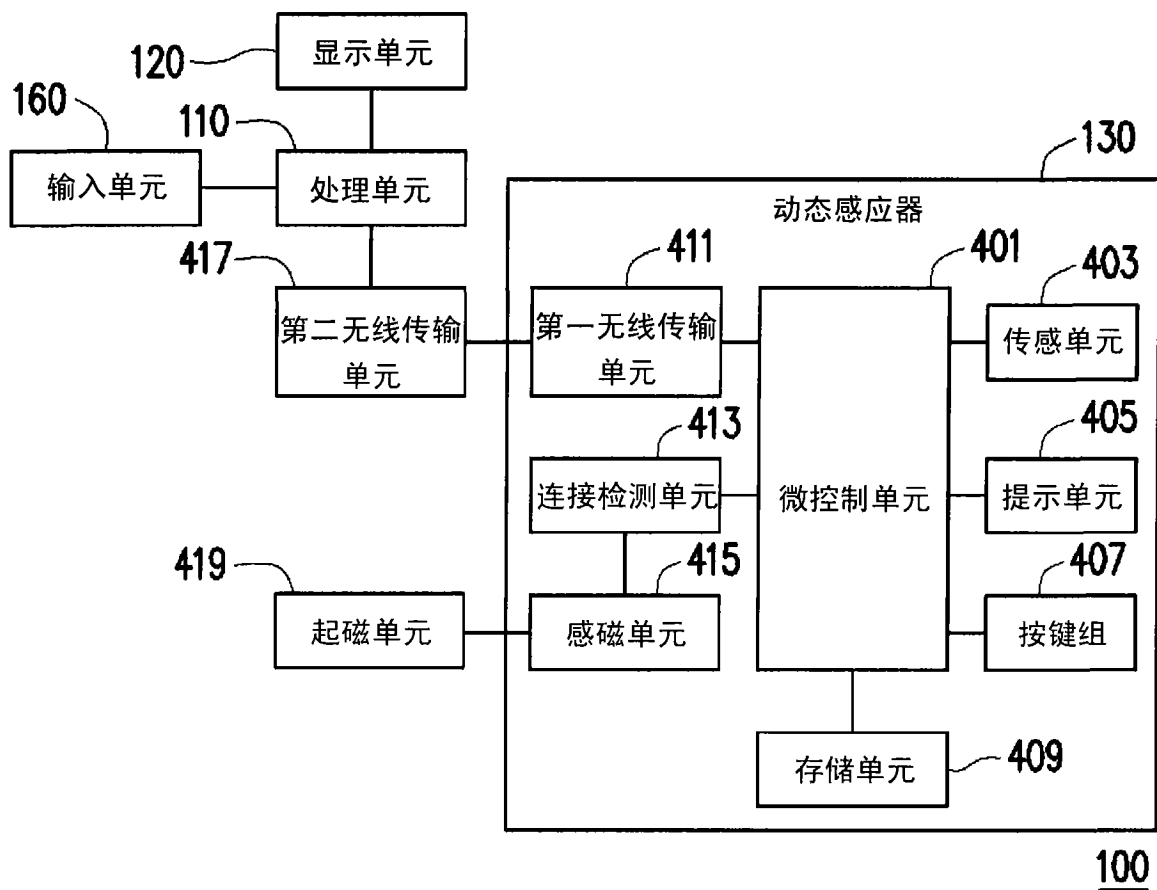 120
显示单元
160
110
130
输入单元
处理单元
动态感应器
417
411
401
403
第二无线传输
单元
第一无线传输
单元
传感单元
413
405
连接检测单元
微控制单元
提示单元
419
415
407
起磁单元
感磁单元
按键组
存储单元
409
100